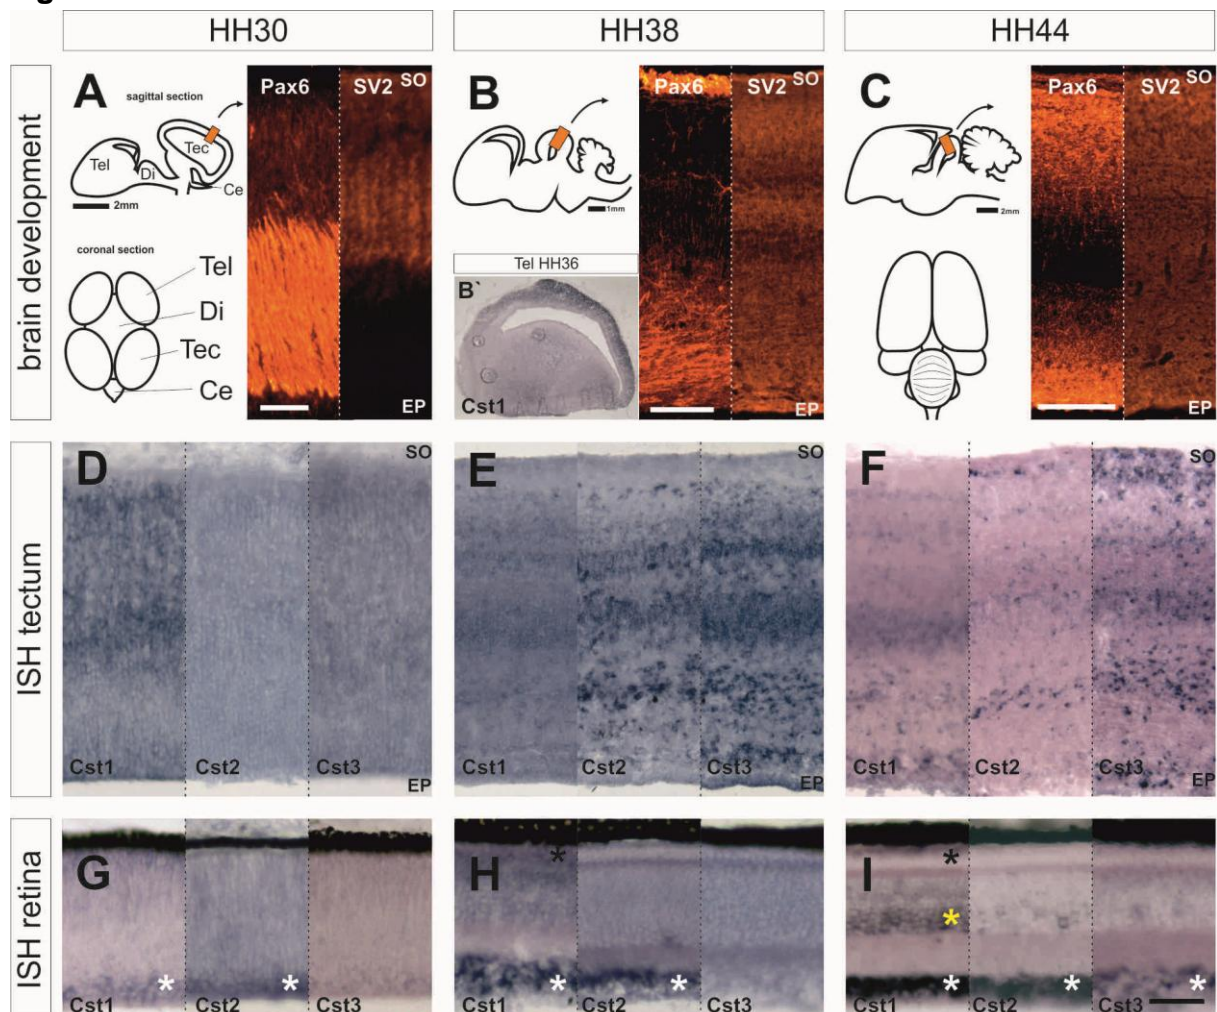 HH30
HH38
HH44
brain development
A
sagittal section
Tel
Di
Tec
Ce
2mm
coronal section
Tel
Di
Tec
Ce
Pax6
SV2
SO
EP
B
1mm
Tel HH36
B`
Cst1
Pax6
SV2
SO
EP
C
2mm
Pax6
SV2
SO
EP
ISH tectum
D
SO
Cst1
Cst2
Cst3
EP
E
SO
Cst1
Cst2
Cst3
EP
F
SO
Cst1
Cst2
Cst3
EP
ISH retina
G
*
*
Cst1
Cst2
Cst3
H
*
*
*
Cst1
Cst2
Cst3
I
*
*
*
*
*
Cst1
Cst2
Cst3